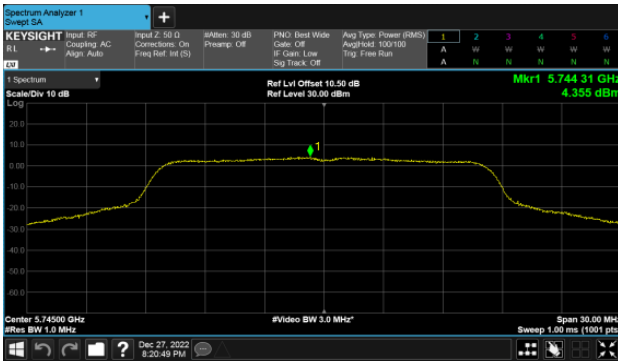 Spectrum Analyzer 1
Swept SA
+
KEYSIGHT Input: RF Input Z: 50 Ω #Atten: 30 dB PNO: Best Wide Avg Type: Power (RMS) 1 2 3 4 5 6
RL Coupling: AC Corrections: On Preamp: Off Gate: Off Avg|Hold: 100/100 A W W W W W
Align: Auto Freq Ref: Int (S) IF Gain: Low Trig: Free Run A N N N N N
LXI Sig Track: Off
1 Spectrum Ref Lvl Offset 10.50 dB Mkr1 5.744 31 GHz
Scale/Div 10 dB Ref Level 30.00 dBm 4.355 dBm
Log
20.0
10.0
1
0.00
-10.0
-20.0
-30.0
-40.0
-50.0
-60.0
Center 5.74500 GHz #Video BW 3.0 MHz* Span 30.00 MHz
#Res BW 1.0 MHz Sweep 1.00 ms (1001 pts)
? Dec 27, 2022
8:20:49 PM